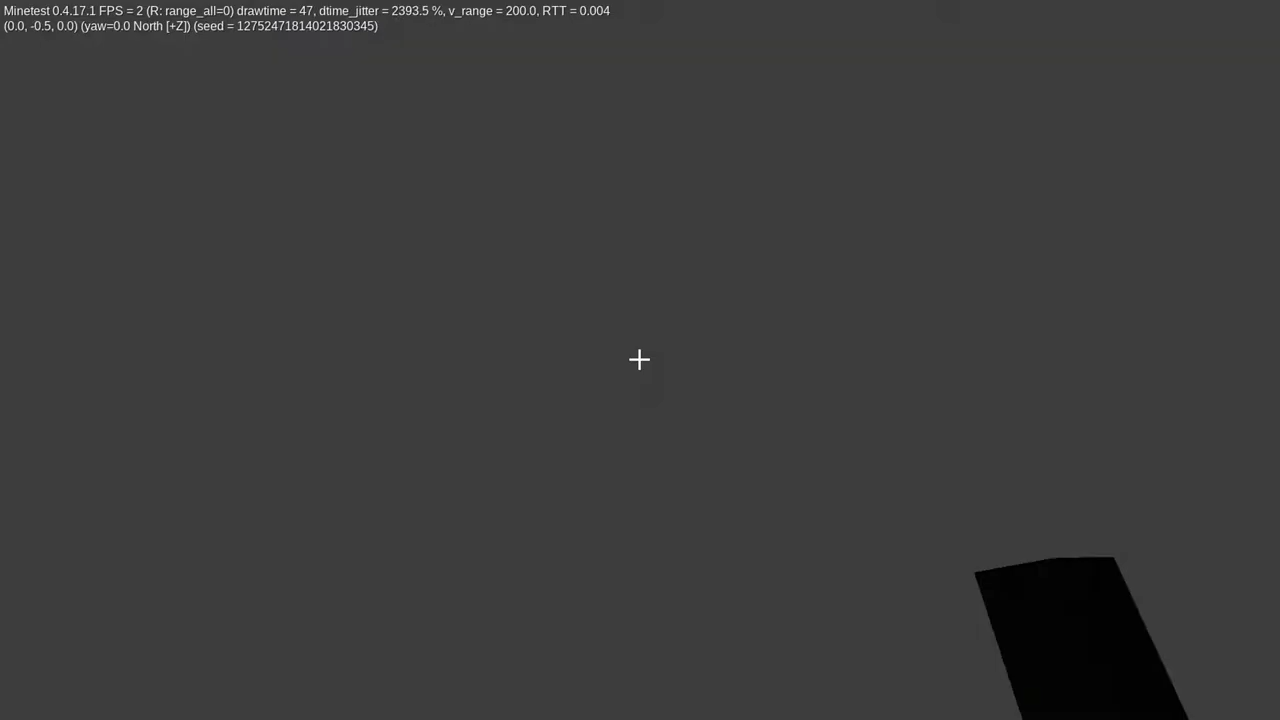 Minetest 0.4.17.1 FPS = 2 (R: range_all=0) drawtime = 47, dtime_jitter = 2393.5 %, v_range = 200.0, RTT = 0.004
(0.0, -0.5, 0.0) (yaw=0.0 North [+Z]) (seed = 12752471814021830345)